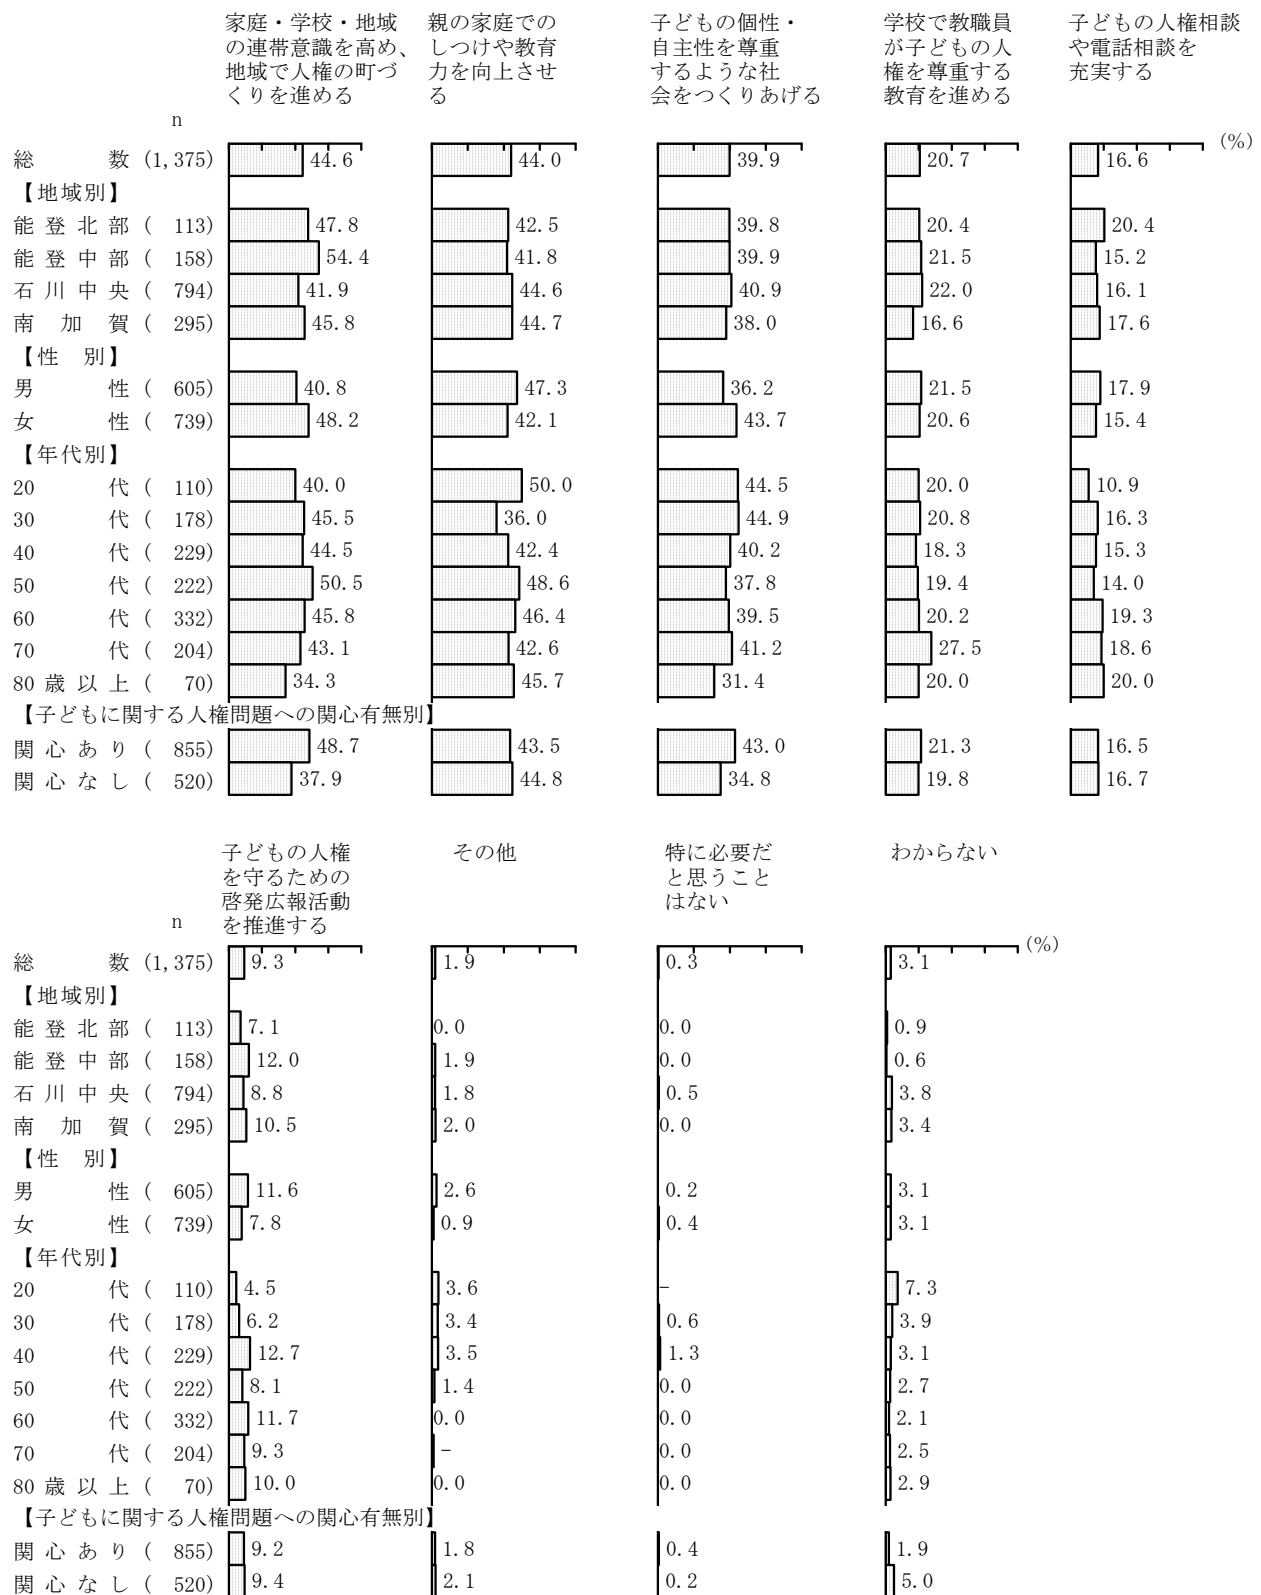 家庭・学校・地域 親の家庭での 子どもの個性・ 学校で教職員 子どもの人権相談
の連帯意識を高め、 しつけや教育 自主性を尊重 が子どもの人 や電話相談を
地域で人権の町づ 力を向上させ するような社 権を尊重する 充実する
くりを進める る 会をつくりあげる 教育を進める
n
(%)
総 数 (1,375) 44.6 44.0 39.9 20.7 16.6
【地域別】
能登北部 ( 113) 47.8 42.5 39.8 20.4 20.4
能登中部 ( 158) 54.4 41.8 39.9 21.5 15.2
石川中央 ( 794) 41.9 44.6 40.9 22.0 16.1
南加賀 ( 295) 45.8 44.7 38.0 16.6 17.6
【性 別】
男 性 ( 605) 40.8 47.3 36.2 21.5 17.9
女 性 ( 739) 48.2 42.1 43.7 20.6 15.4
【年代別】
20 代 ( 110) 40.0 50.0 44.5 20.0 10.9
30 代 ( 178) 45.5 36.0 44.9 20.8 16.3
40 代 ( 229) 44.5 42.4 40.2 18.3 15.3
50 代 ( 222) 50.5 48.6 37.8 19.4 14.0
60 代 ( 332) 45.8 46.4 39.5 20.2 19.3
70 代 ( 204) 43.1 42.6 41.2 27.5 18.6
80歳以上 ( 70) 34.3 45.7 31.4 20.0 20.0
【子どもに関する人権問題への関心有無別】
関心あり ( 855) 48.7 43.5 43.0 21.3 16.5
関心なし ( 520) 37.9 44.8 34.8 19.8 16.7
子どもの人権 その他 特に必要だ わからない
を守るための と思うこと
啓発広報活動 はない
n を推進する
(%)
総 数 (1,375) 9.3 1.9 0.3 3.1
【地域別】
能登北部 ( 113) 7.1 0.0 0.0 0.9
能登中部 ( 158) 12.0 1.9 0.0 0.6
石川中央 ( 794) 8.8 1.8 0.5 3.8
南加賀 ( 295) 10.5 2.0 0.0 3.4
【性 別】
男 性 ( 605) 11.6 2.6 0.2 3.1
女 性 ( 739) 7.8 0.9 0.4 3.1
【年代別】
20 代 ( 110) 4.5 3.6 - 7.3
30 代 ( 178) 6.2 3.4 0.6 3.9
40 代 ( 229) 12.7 3.5 1.3 3.1
50 代 ( 222) 8.1 1.4 0.0 2.7
60 代 ( 332) 11.7 0.0 0.0 2.1
70 代 ( 204) 9.3 - 0.0 2.5
80歳以上 ( 70) 10.0 0.0 0.0 2.9
【子どもに関する人権問題への関心有無別】
関心あり ( 855) 9.2 1.8 0.4 1.9
関心なし ( 520) 9.4 2.1 0.2 5.0